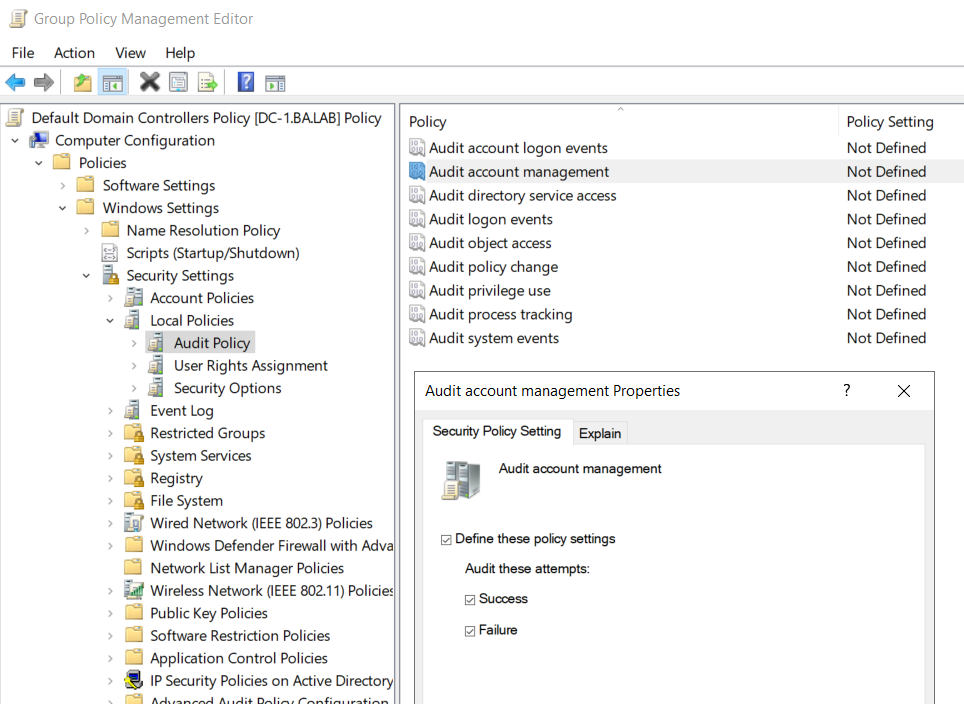 Group Policy Management Editor
File Action View Help
Default Domain Controllers Policy [DC-1.BA.LAB] Policy
Computer Configuration
Policies
Software Settings
Windows Settings
Name Resolution Policy
Scripts (Startup/Shutdown)
Security Settings
Account Policies
Local Policies
Audit Policy
User Rights Assignment
Security Options
Event Log
Restricted Groups
System Services
Registry
File System
Wired Network (IEEE 802.3) Policies
Windows Defender Firewall with Adva
Network List Manager Policies
Wireless Network (IEEE 802.11) Policies
Public Key Policies
Software Restriction Policies
Application Control Policies
IP Security Policies on Active Directory
Advanced Audit Policy Configuration
Policy Policy Setting
Audit account logon events Not Defined
Audit account management Not Defined
Audit directory service access Not Defined
Audit logon events Not Defined
Audit object access Not Defined
Audit policy change Not Defined
Audit privilege use Not Defined
Audit process tracking Not Defined
Audit system events Not Defined
Audit account management Properties ?
Security Policy Setting Explain
Audit account management
Define these policy settings
Audit these attempts:
Success
Failure